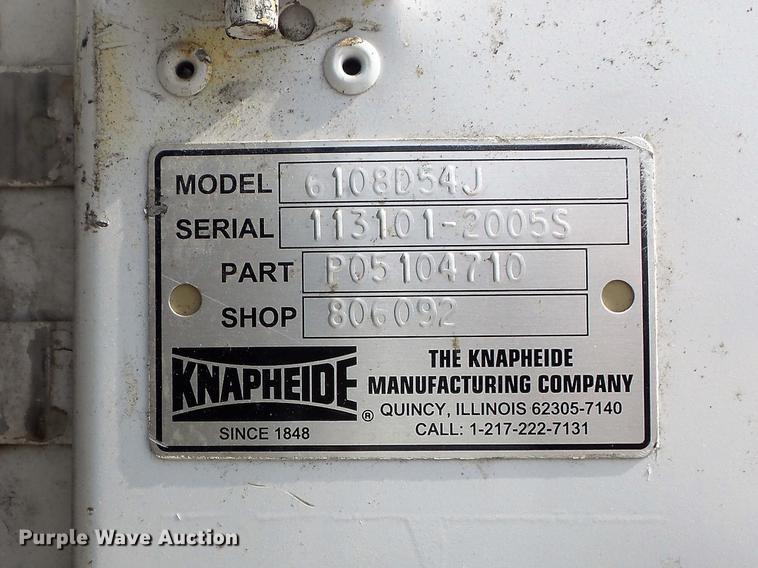 MODEL 6108D54J
SERIAL 113101-2005S
PART P05104710
SHOP 806092
KNAPHEIDE ®
SINCE 1848
THE KNAPHEIDE
MANUFACTURING COMPANY
QUINCY, ILLINOIS 62305-7140
CALL: 1-217-222-7131
Purple Wave Auction